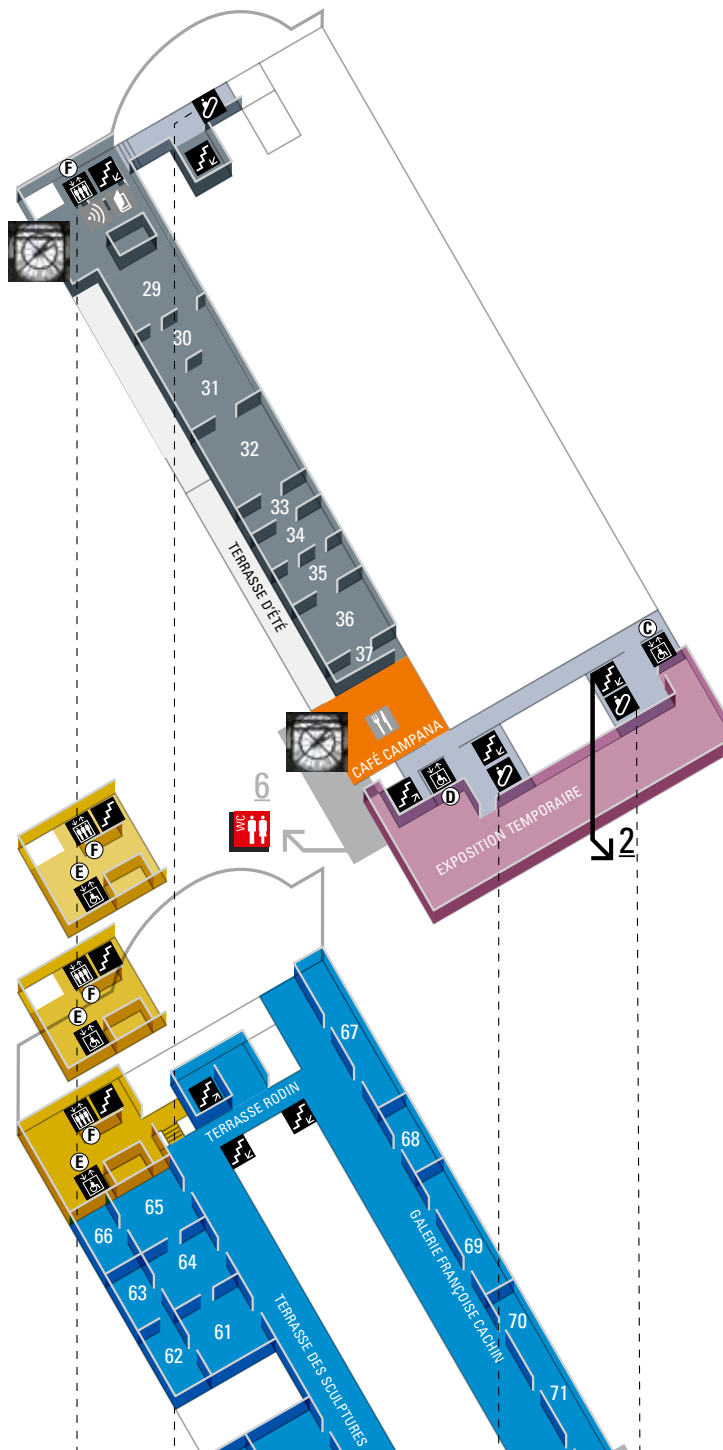 F
29
30
31
32
33
34
35
36
37
TERRASSE D'ÉTÉ
C
CAFÉ CAMPANA
D
EXPOSITION TEMPORAIRE
6
WC
2
F
E
F
E
F
E
67
TERRASSE RODIN
68
65
66
64
69
GALERIE FRANÇOISE CACHIN
63
70
61
62
TERRASSE DES SCULPTURES
71